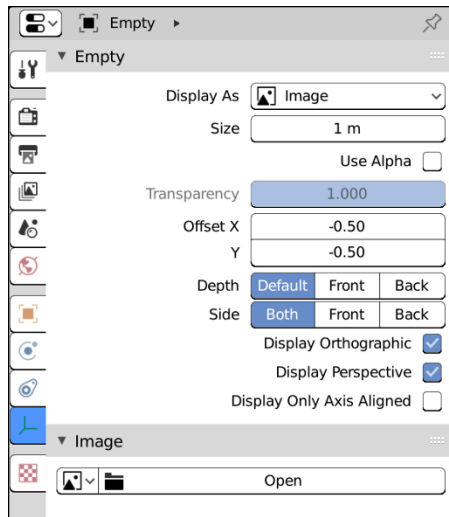 Empty
Empty
Display As Image
Size 1 m
Use Alpha
Transparency 1.000
Offset X -0.50
Y -0.50
Depth Default Front Back
Side Both Front Back
Display Orthographic
Display Perspective
Display Only Axis Aligned
Image
Open